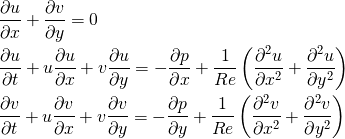 ∂u/∂x + ∂v/∂y = 0
∂u/∂t + u ∂u/∂x + v ∂u/∂y = − ∂p/∂x + 1/Re ( ∂²u/∂x² + ∂²u/∂y² )
∂v/∂t + u ∂v/∂x + v ∂v/∂y = − ∂p/∂y + 1/Re ( ∂²v/∂x² + ∂²v/∂y² )